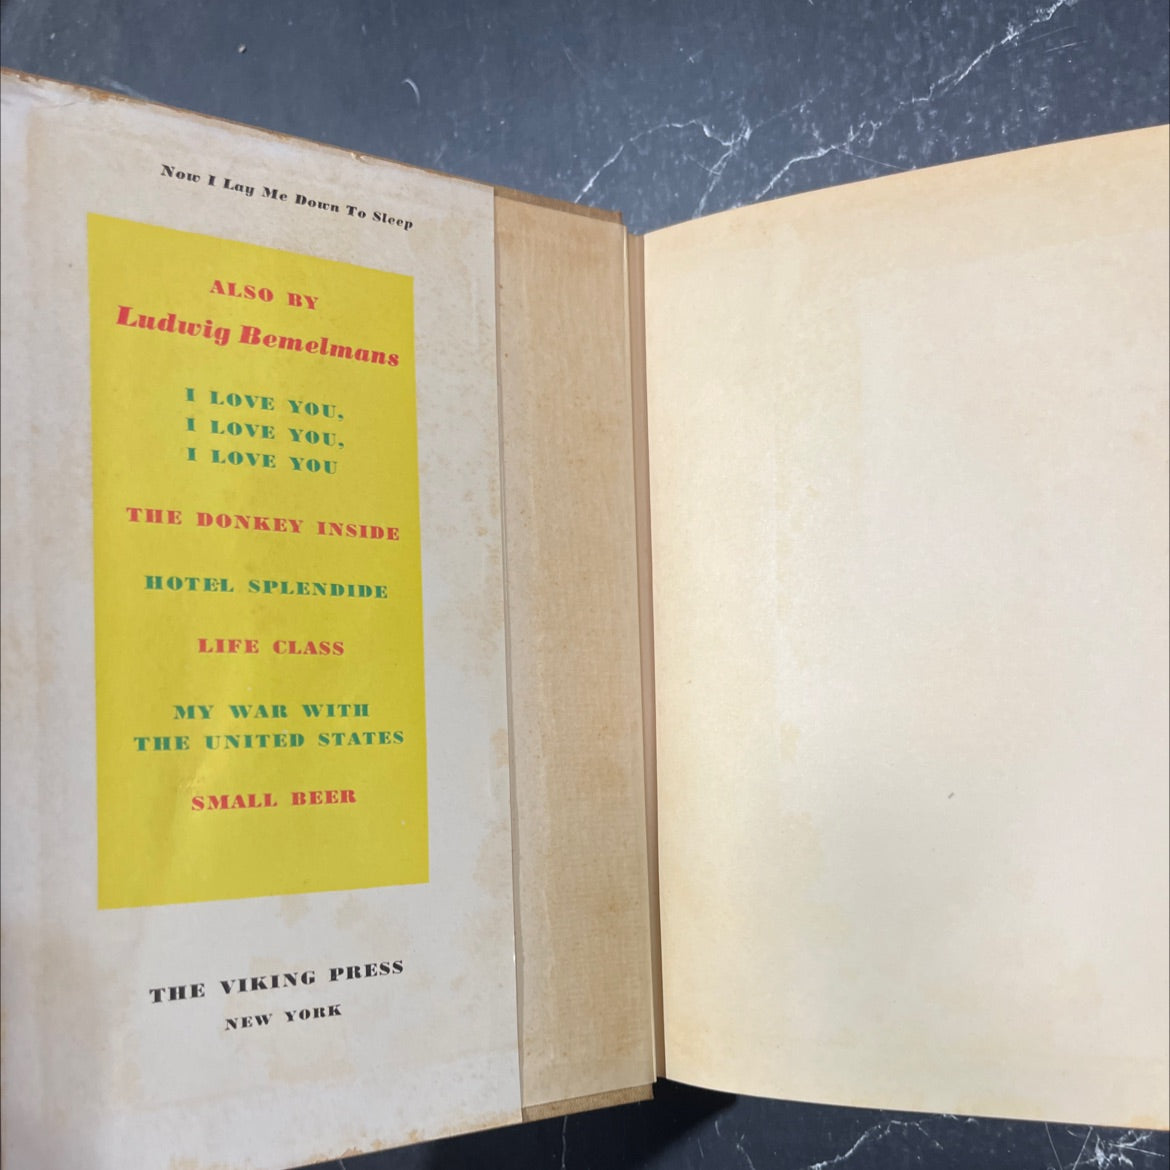 Now I Lay Me Down To Sleep
ALSO BY
Ludwig Bemelmans
I LOVE YOU,
I LOVE YOU,
I LOVE YOU
THE DONKEY INSIDE
HOTEL SPLENDIDE
LIFE CLASS
MY WAR WITH
THE UNITED STATES
SMALL BEER
THE VIKING PRESS
NEW YORK